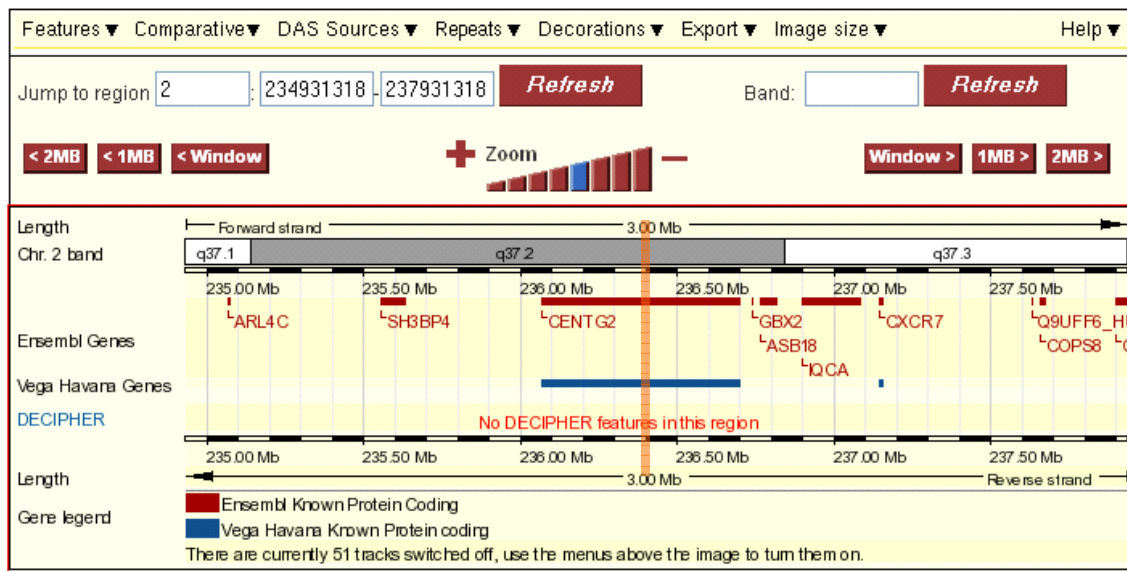 Features ▼ Comparative▼ DAS Sources ▼ Repeats ▼ Decorations ▼ Export ▼ Image size ▼ Help ▼
Jump to region 2 : 234931318 - 237931318 Refresh Band: Refresh
< 2MB < 1MB < Window + Zoom − Window > 1MB > 2MB >
Length Forward strand 3.00 Mb
Chr. 2 band q37.1 q37.2 q37.3
235.00 Mb 235.50 Mb 236.00 Mb 236.50 Mb 237.00 Mb 237.50 Mb
ARL4C SH3BP4 CENTG2 GBX2 CXCR7 Q9UFF6_HU
Ensembl Genes ASB18 COPS8
IQCA
Vega Havana Genes
DECIPHER No DECIPHER features in this region
235.00 Mb 235.50 Mb 236.00 Mb 236.50 Mb 237.00 Mb 237.50 Mb
Length 3.00 Mb Reverse strand
Gene legend Ensembl Known Protein Coding
Vega Havana Known Protein coding
There are currently 51 tracks switched off, use the menus above the image to turn them on.